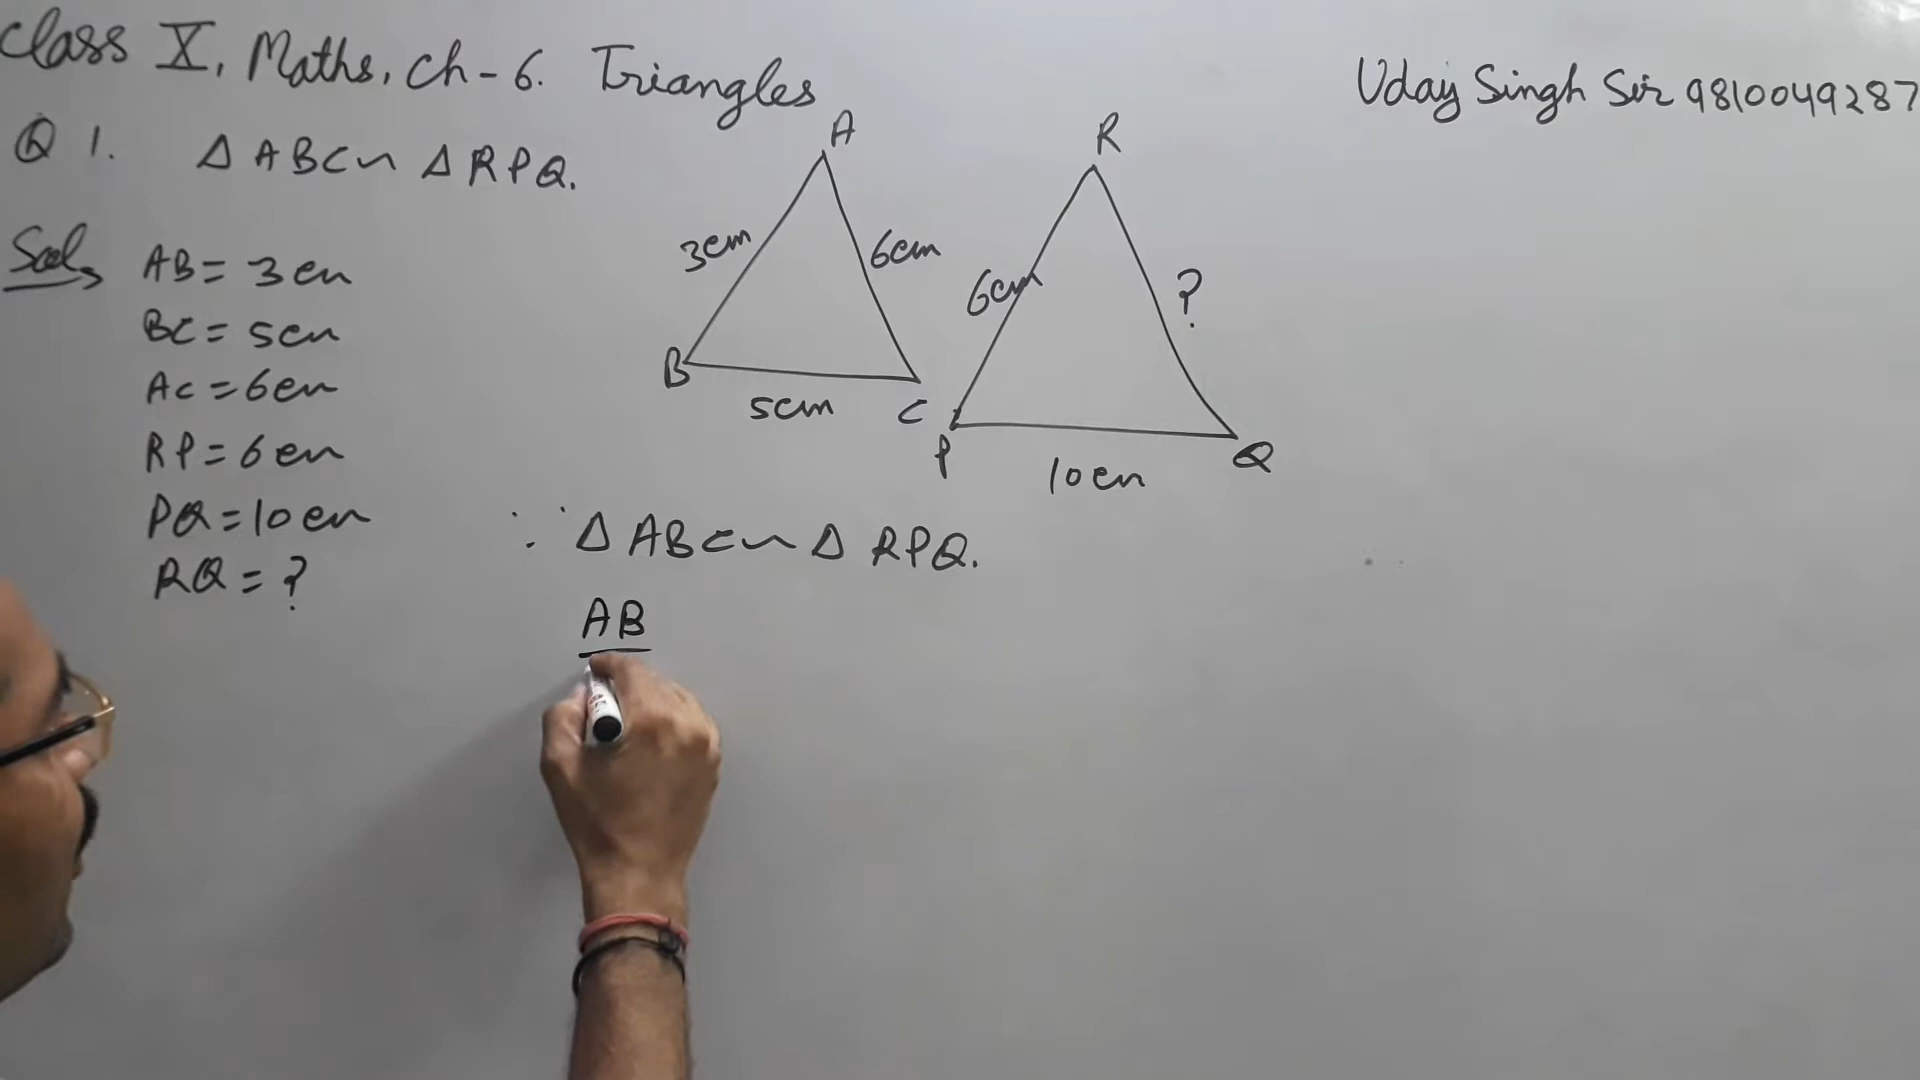 Class X, Maths, Ch-6. Triangles
Uday Singh Sir 9810049287
Q 1. Δ ABC ~ Δ RPQ.
Sol,
AB = 3cm
BC = 5cm
AC = 6cm
RP = 6cm
PQ = 10cm
RQ = ?
A
3cm
6cm
B
5cm
C
R
6cm
?
P
10cm
Q
∵ Δ ABC ~ Δ RPQ.
AB